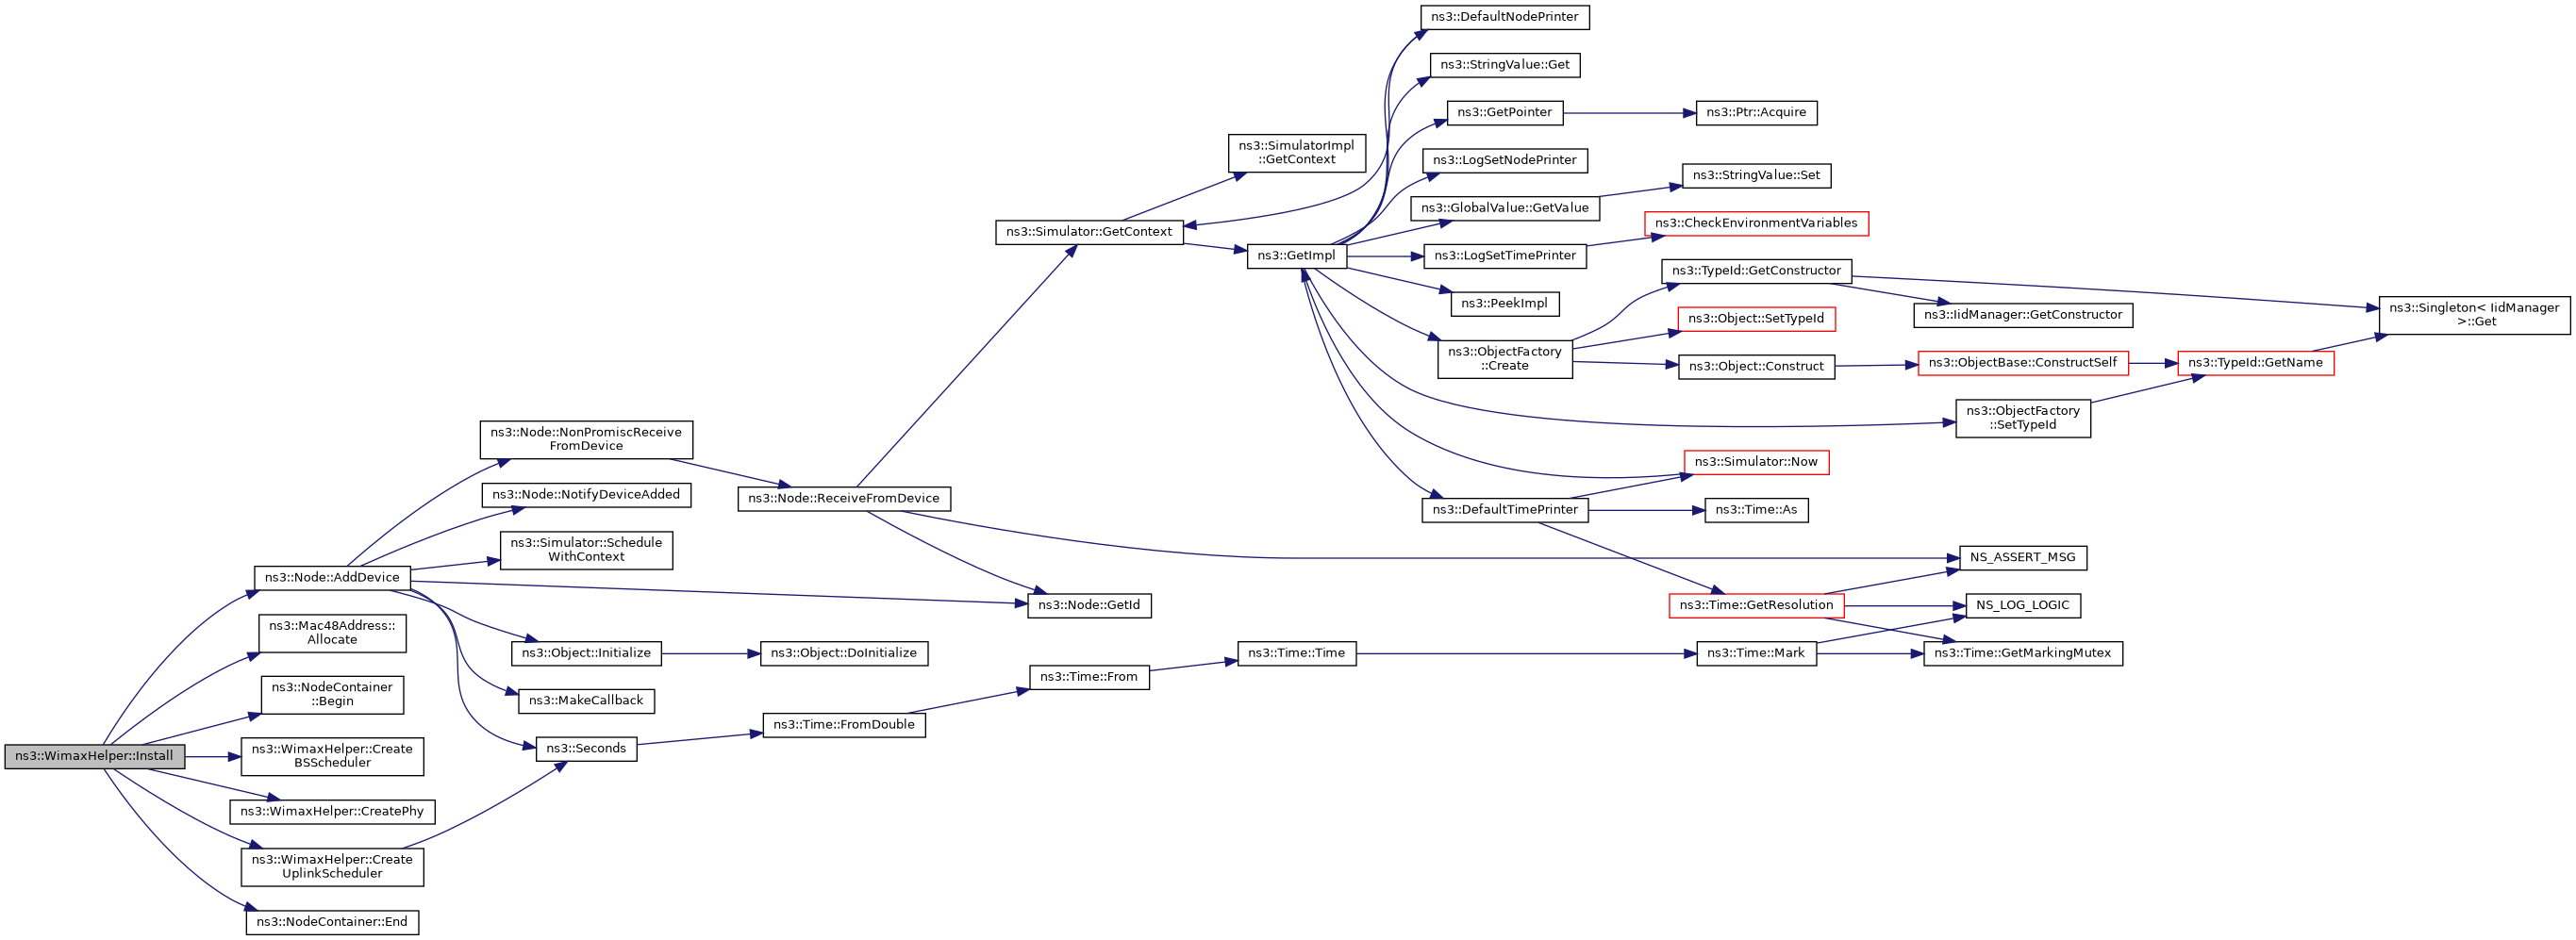 ns3::WimaxHelper::Install
ns3::Node::AddDevice
ns3::Mac48Address::
Allocate
ns3::NodeContainer
::Begin
ns3::WimaxHelper::Create
BSScheduler
ns3::WimaxHelper::CreatePhy
ns3::WimaxHelper::Create
UplinkScheduler
ns3::NodeContainer::End
ns3::Node::NonPromiscReceive
FromDevice
ns3::Node::NotifyDeviceAdded
ns3::Simulator::Schedule
WithContext
ns3::Object::Initialize
ns3::MakeCallback
ns3::Seconds
ns3::Node::ReceiveFromDevice
ns3::Object::DoInitialize
ns3::Time::FromDouble
ns3::Simulator::GetContext
ns3::Node::GetId
ns3::Time::From
ns3::SimulatorImpl
::GetContext
ns3::GetImpl
ns3::Time::Time
ns3::DefaultNodePrinter
ns3::StringValue::Get
ns3::GetPointer
ns3::LogSetNodePrinter
ns3::GlobalValue::GetValue
ns3::LogSetTimePrinter
ns3::PeekImpl
ns3::ObjectFactory
::Create
ns3::DefaultTimePrinter
ns3::Ptr::Acquire
ns3::StringValue::Set
ns3::CheckEnvironmentVariables
ns3::TypeId::GetConstructor
ns3::Object::SetTypeId
ns3::Object::Construct
ns3::Simulator::Now
ns3::Time::As
ns3::Time::GetResolution
ns3::Time::Mark
ns3::IidManager::GetConstructor
ns3::ObjectBase::ConstructSelf
ns3::ObjectFactory
::SetTypeId
NS_ASSERT_MSG
NS_LOG_LOGIC
ns3::Time::GetMarkingMutex
ns3::TypeId::GetName
ns3::Singleton< IidManager
>::Get